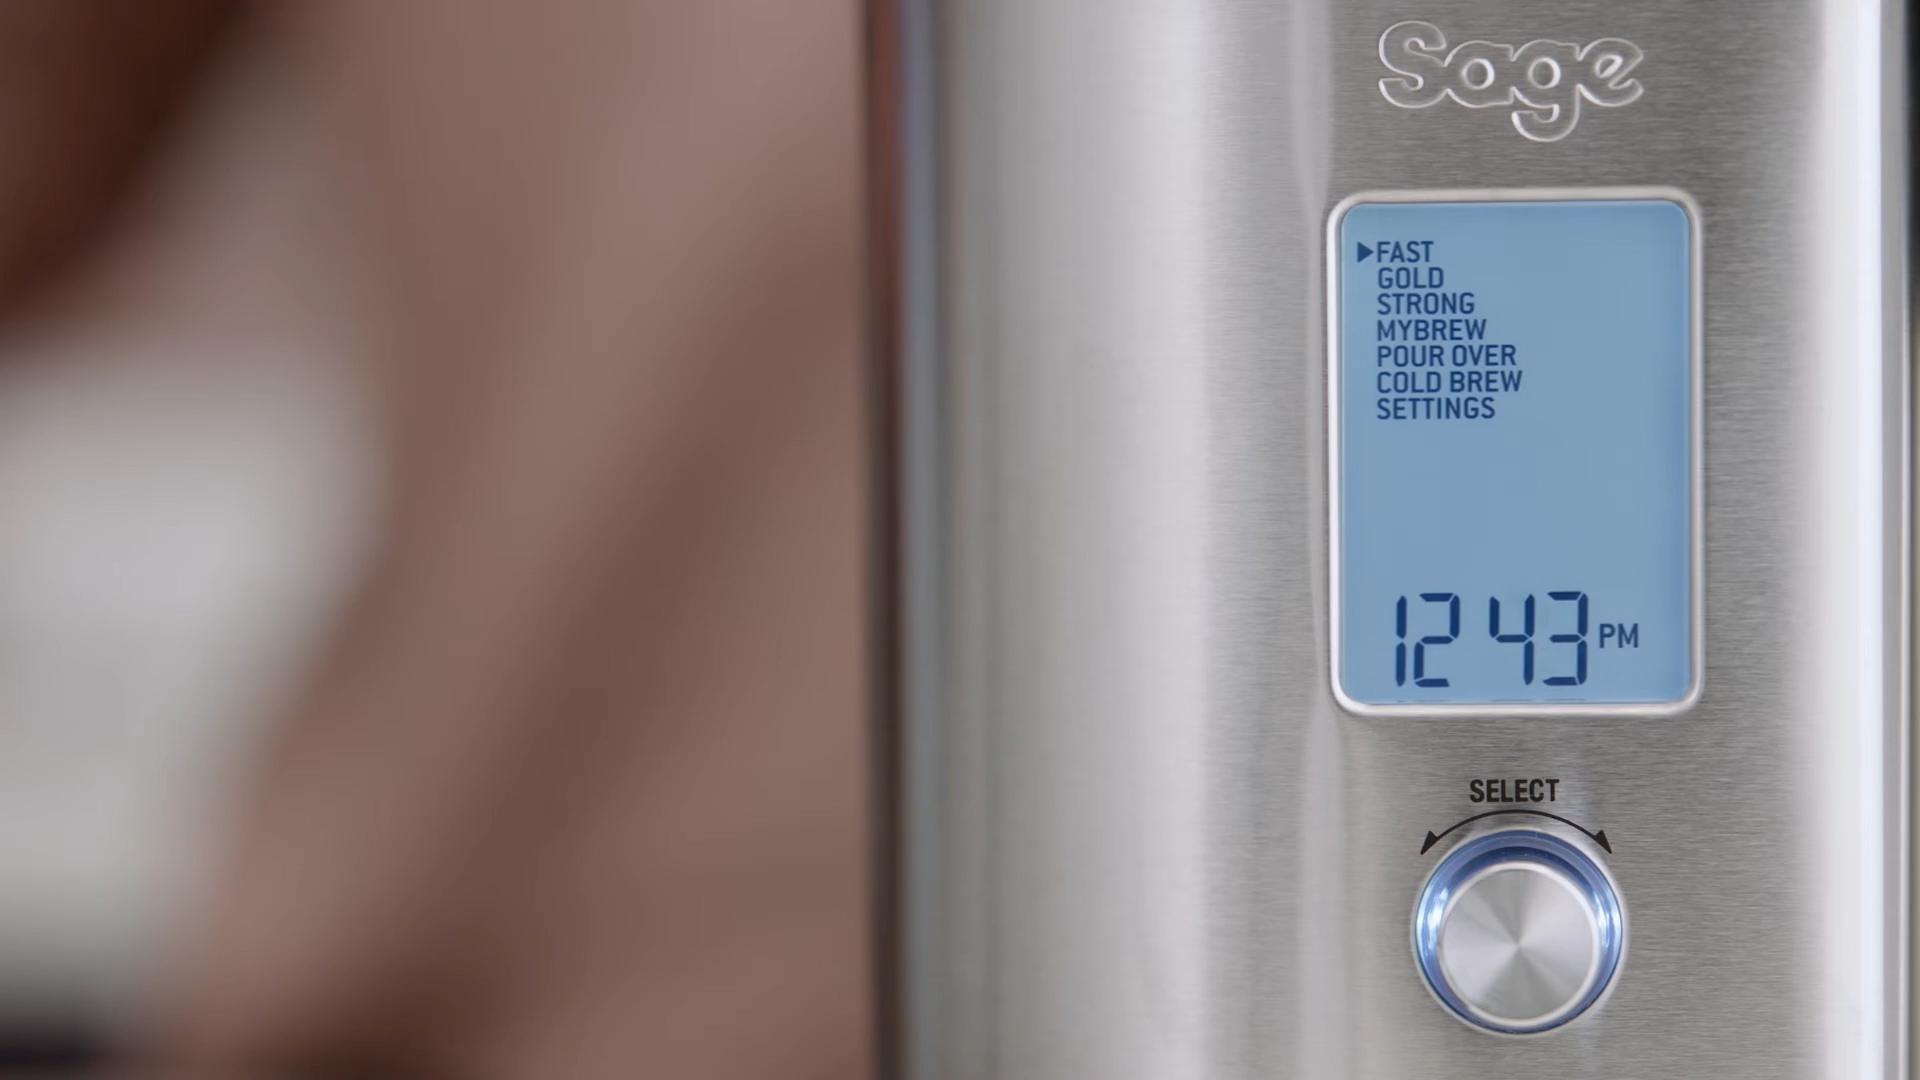 Sage
▶FAST
GOLD
STRONG
MYBREW
POUR OVER
COLD BREW
SETTINGS
12 43 PM
SELECT